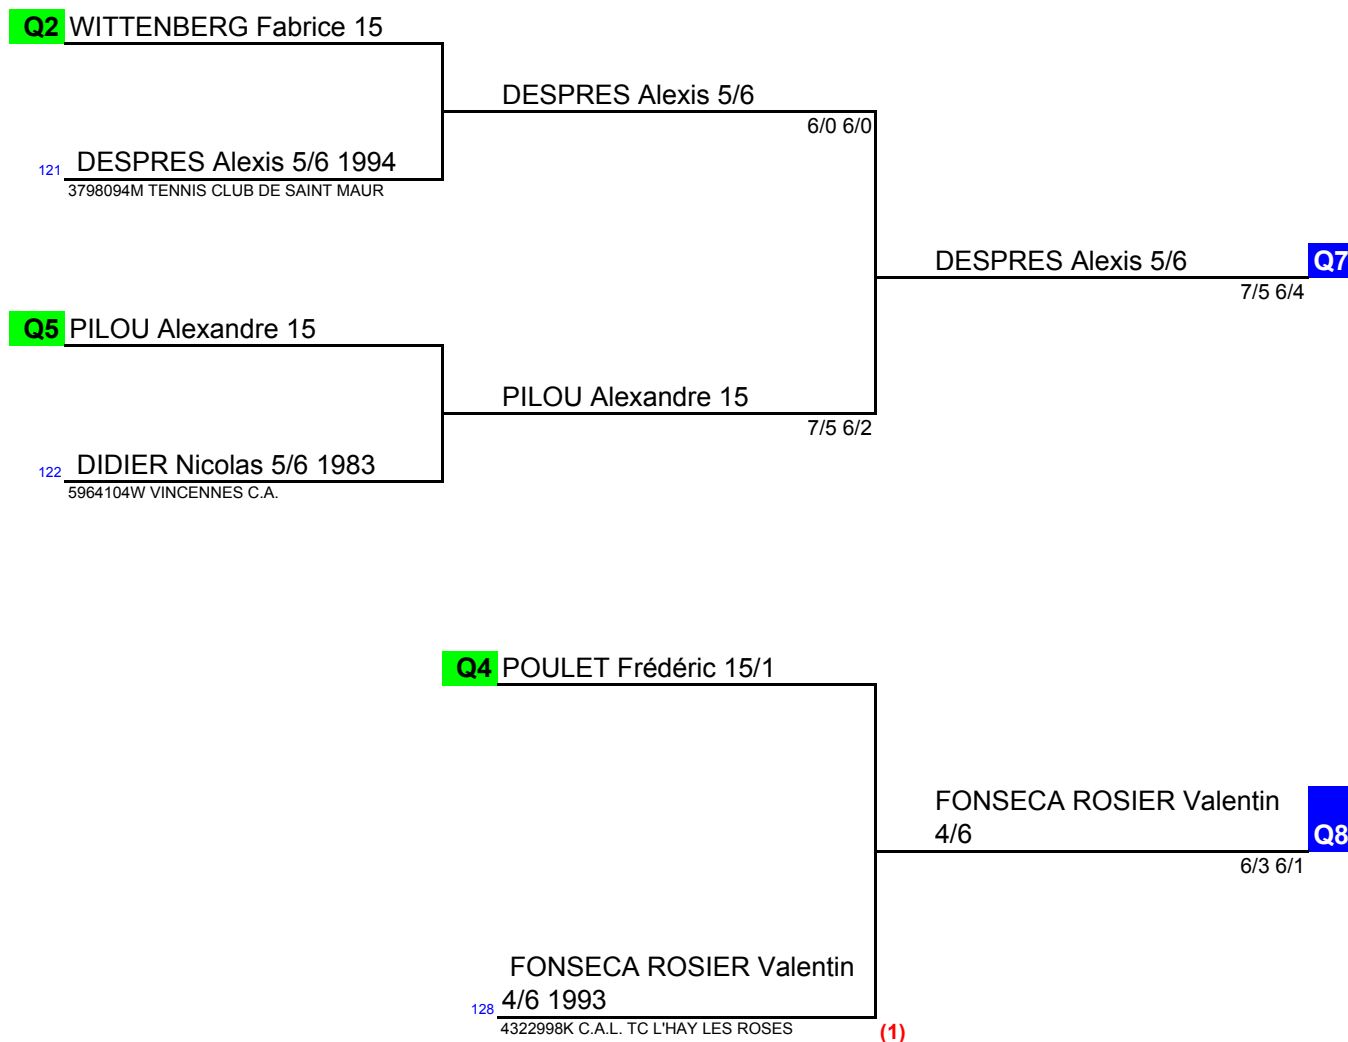 Q2 WITTENBERG Fabrice 15
DESPRES Alexis 5/6
6/0 6/0
121 DESPRES Alexis 5/6 1994
3798094M TENNIS CLUB DE SAINT MAUR
DESPRES Alexis 5/6 Q7
7/5 6/4
Q5 PILOU Alexandre 15
PILOU Alexandre 15
7/5 6/2
122 DIDIER Nicolas 5/6 1983
5964104W VINCENNES C.A.
Q4 POULET Frédéric 15/1
FONSECA ROSIER Valentin
4/6 Q8
6/3 6/1
FONSECA ROSIER Valentin
128 4/6 1993
4322998K C.A.L. TC L'HAY LES ROSES
(1)